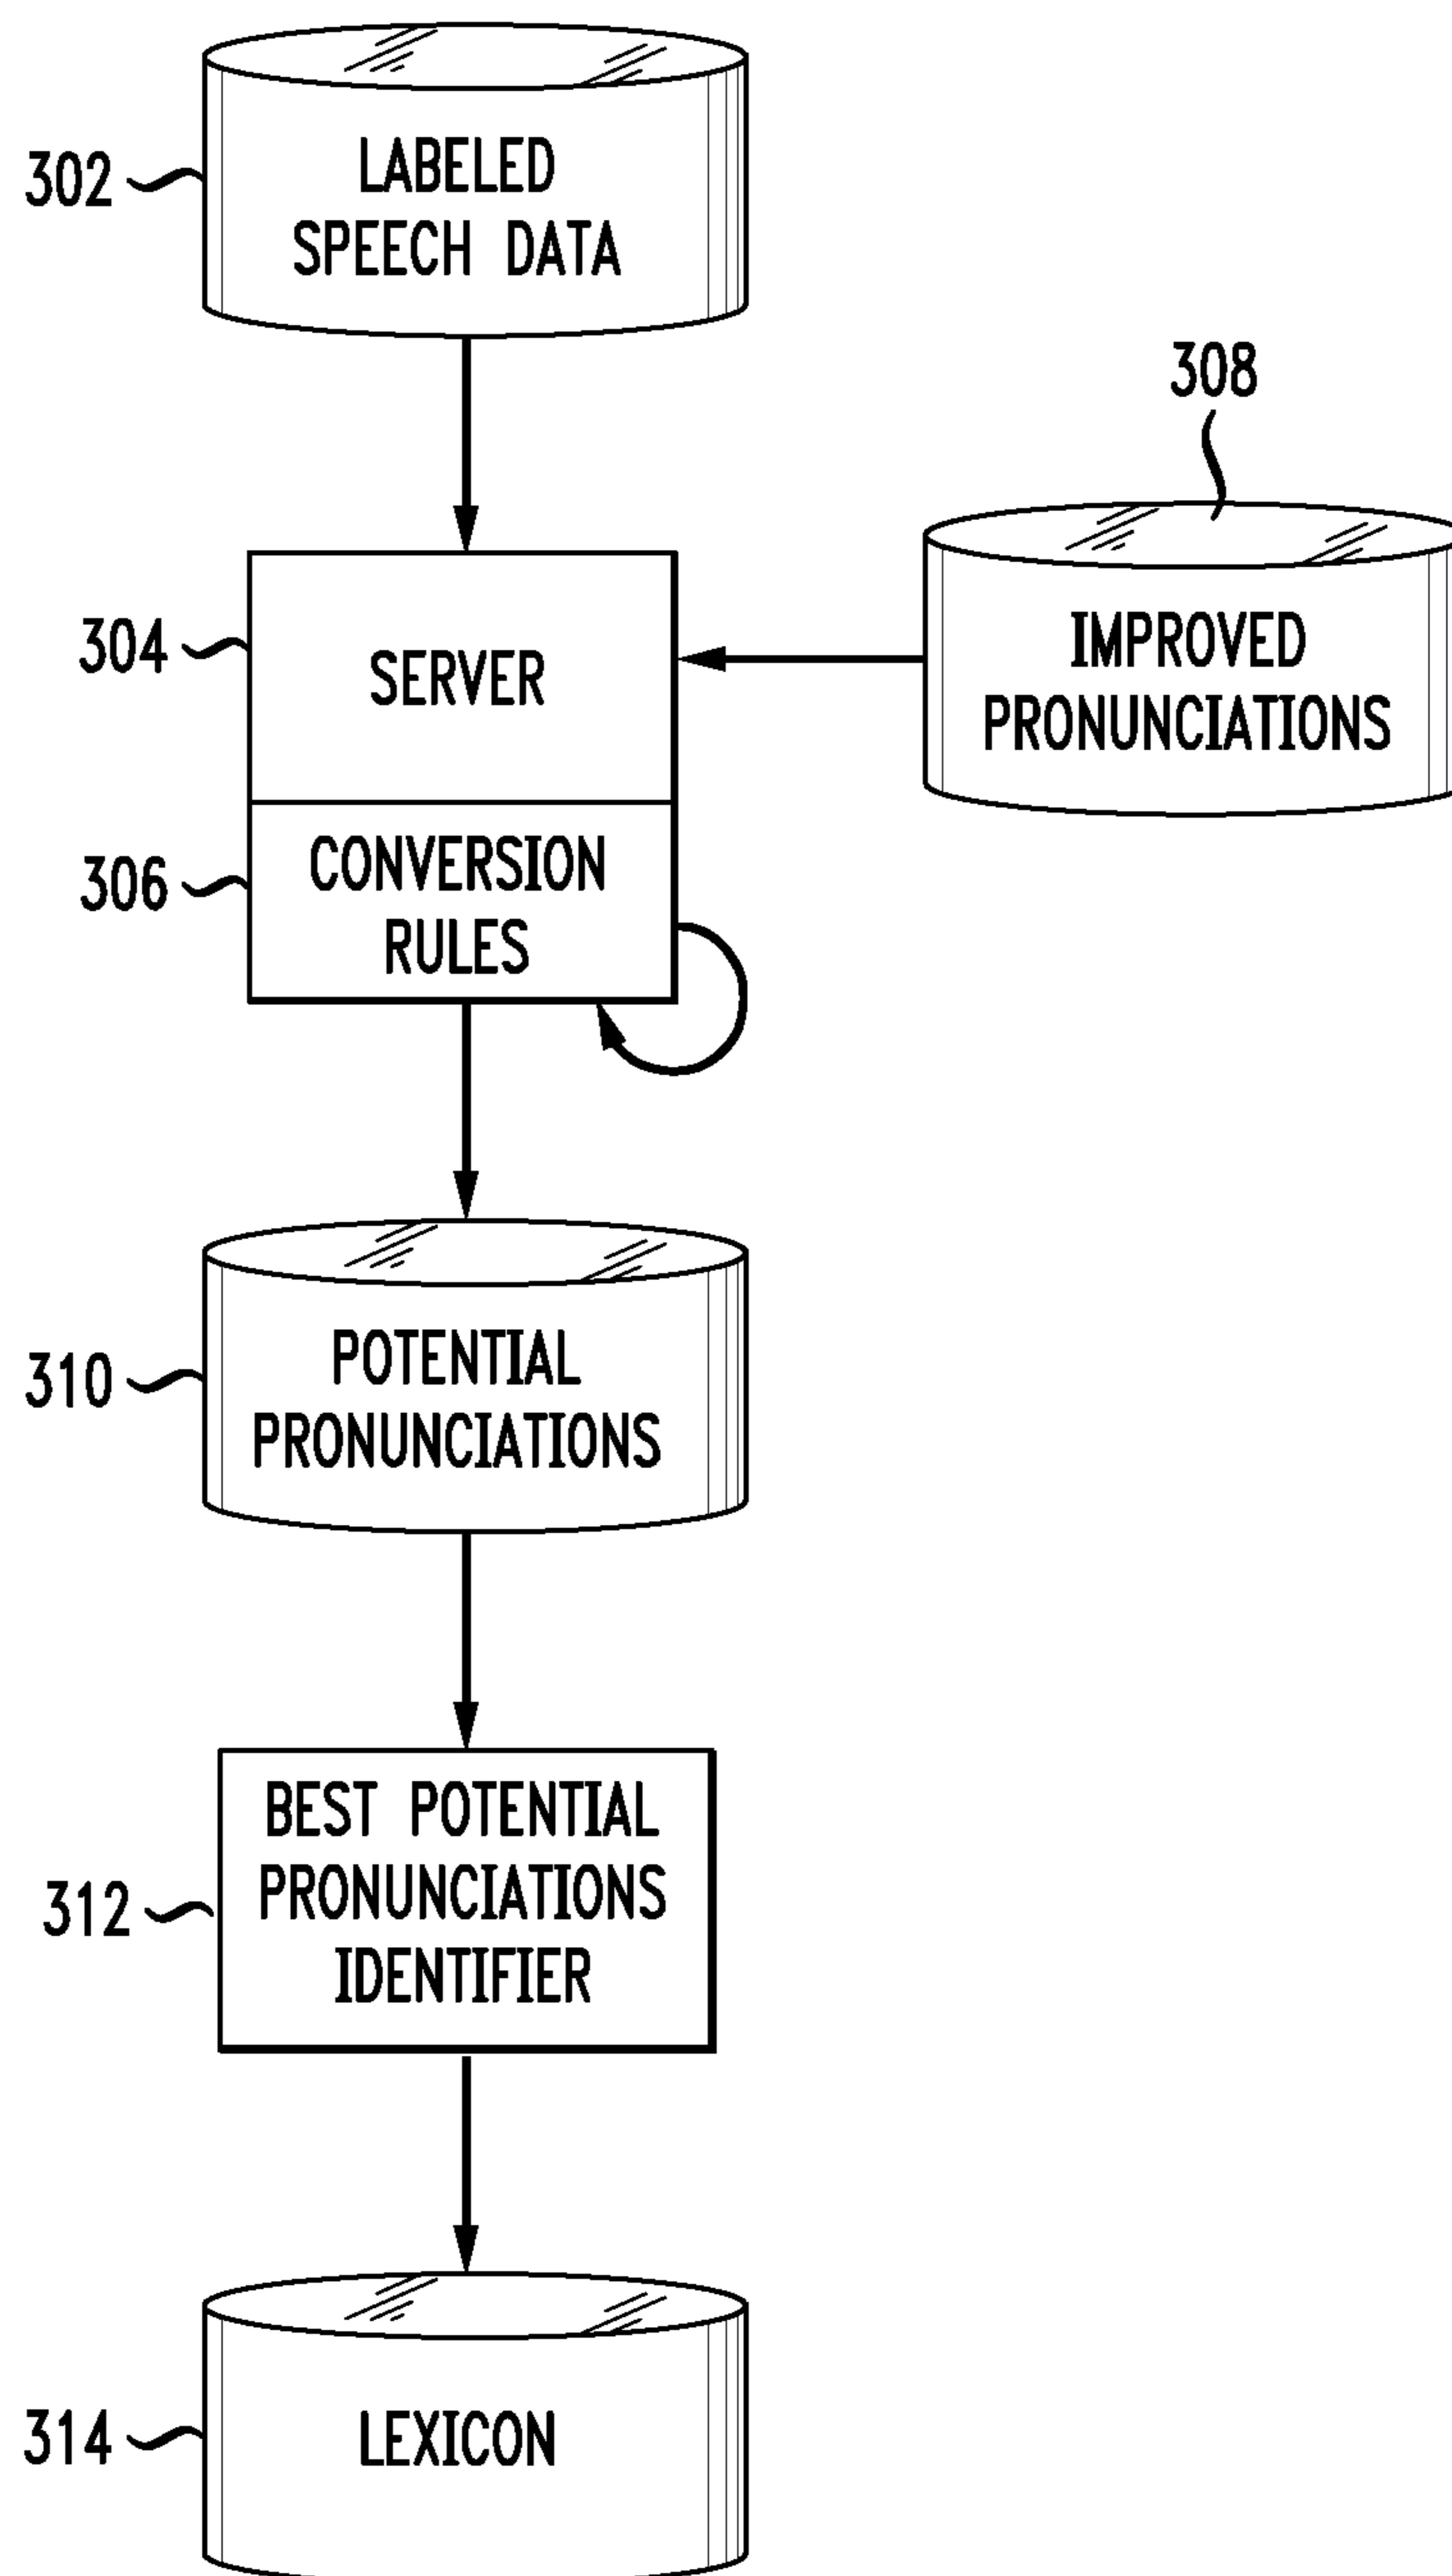 302
LABELED
SPEECH DATA
308
304
SERVER
IMPROVED
PRONUNCIATIONS
306
CONVERSION
RULES
310
POTENTIAL
PRONUNCIATIONS
312
BEST POTENTIAL
PRONUNCIATIONS
IDENTIFIER
314
LEXICON